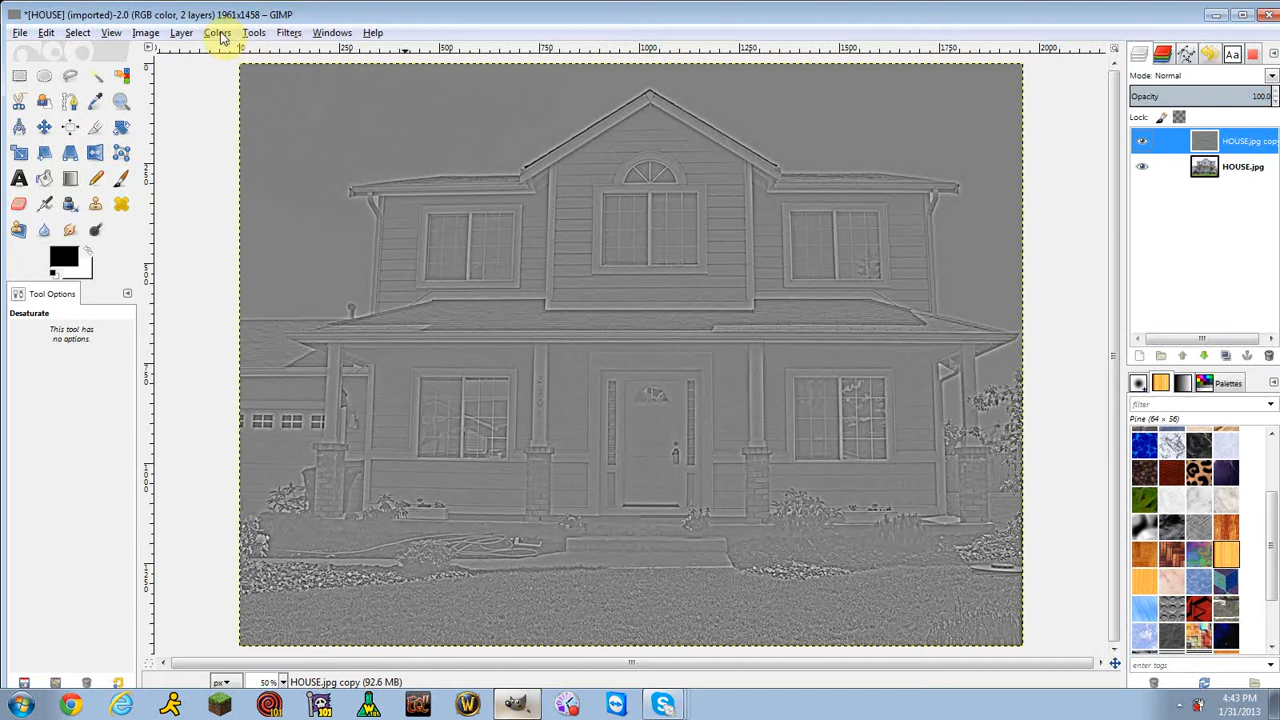 *[HOUSE] (imported)-2.0 (RGB color, 2 layers) 1961x1458 – GIMP
File Edit Select View Image Layer Colors Tools Filters Windows Help
0 250 500 750 1000 1250 1500 1750 2000
Mode: Normal
Opacity 100.0
Lock:
HOUSE.jpg copy
HOUSE.jpg
Tool Options
Desaturate
This tool has
no options.
Palettes
filter
Pine (64 × 56)
enter tags
px 50% HOUSE.jpg copy (92.6 MB)
4:43 PM
1/31/2013